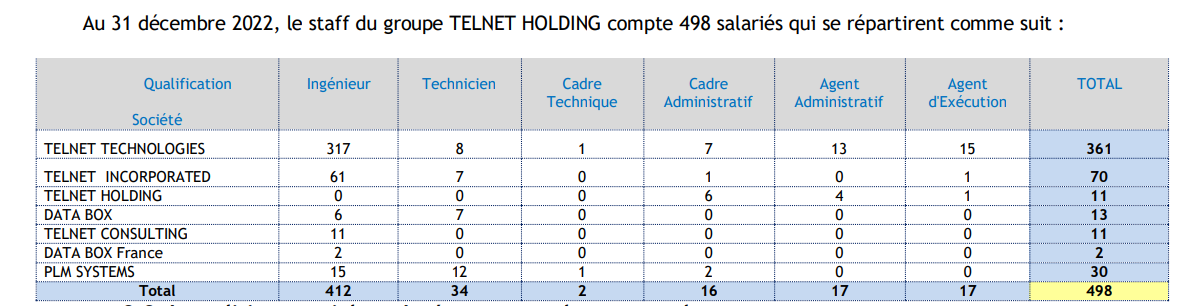 Au 31 décembre 2022, le staff du groupe TELNET HOLDING compte 498 salariés qui se répartirent comme suit :
Qualification Société Ingénieur Technicien Cadre Technique Cadre Administratif Agent Administratif Agent d'Exécution TOTAL
TELNET TECHNOLOGIES 317 8 1 7 13 15 361
TELNET INCORPORATED 61 7 0 1 0 1 70
TELNET HOLDING 0 0 0 6 4 1 11
DATA BOX 6 7 0 0 0 0 13
TELNET CONSULTING 11 0 0 0 0 0 11
DATA BOX France 2 0 0 0 0 0 2
PLM SYSTEMS 15 12 1 2 0 0 30
Total 412 34 2 16 17 17 498